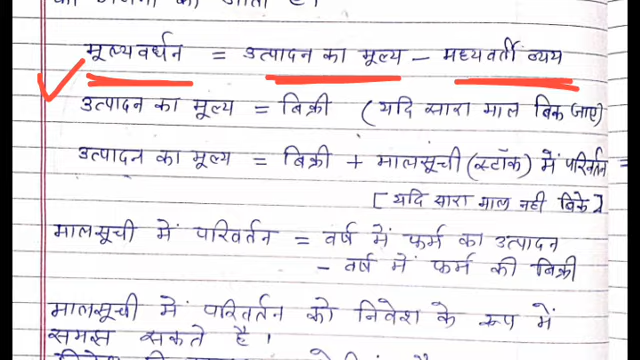 मूल्यवर्धन = उत्पादन का मूल्य - मध्यवर्ती व्यय
उत्पादन का मूल्य = बिक्री (यदि सारा माल बिक जाए)
उत्पादन का मूल्य = बिक्री + मालसूची (स्टॉक) में परिवर्तन =
[यदि सारा माल नही बिके]
मालसूची में परिवर्तन = वर्ष में फर्म का उत्पादन
- वर्ष में फर्म की बिक्री
मालसूची में परिवर्तन को निवेश के रूप में
समझ सकते है।